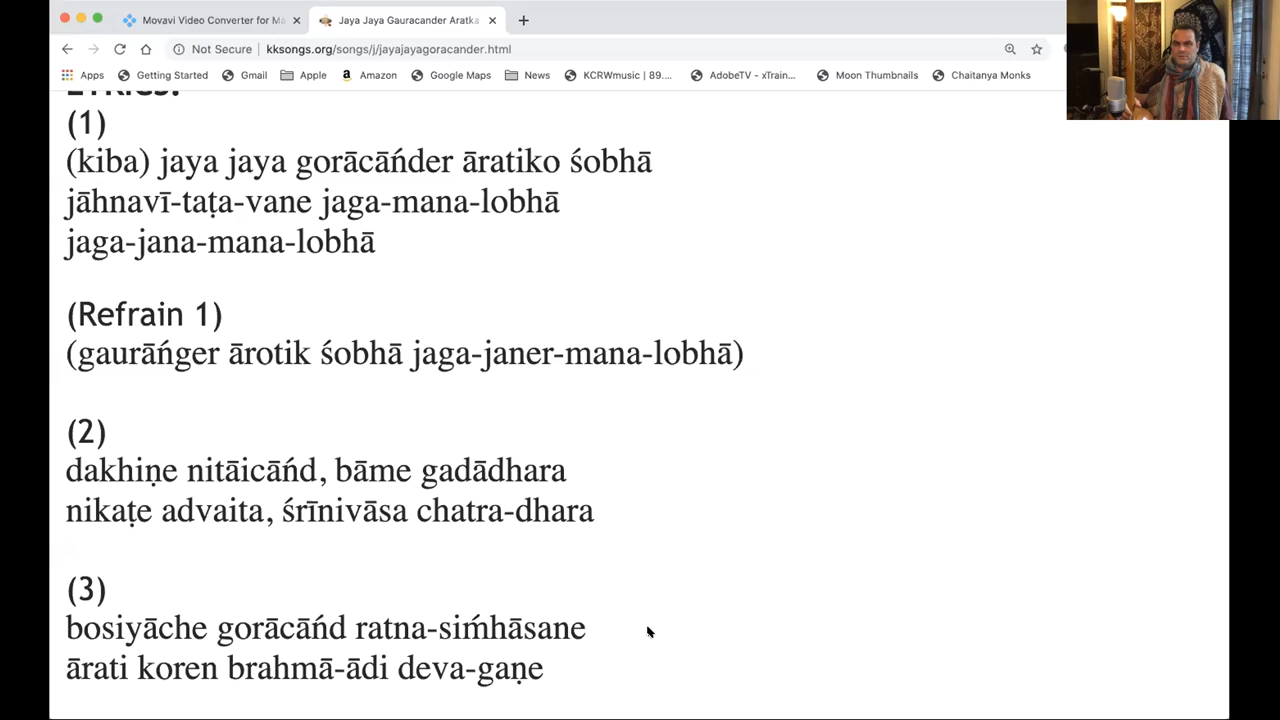 Movavi Video Converter for Ma
Jaya Jaya Gauracander Aratka
Not Secure | kksongs.org/songs/j/jayajayagoracander.html
Apps Getting Started Gmail Apple Amazon Google Maps News KCRWmusic | 89.... AdobeTV - xTrain... Moon Thumbnails Chaitanya Monks
(1)
(kiba) jaya jaya gorācāńder āratiko śobhā
jāhnavī-taṭa-vane jaga-mana-lobhā
jaga-jana-mana-lobhā
(Refrain 1)
(gaurāńger ārotik śobhā jaga-janer-mana-lobhā)
(2)
dakhiṇe nitāicāńd, bāme gadādhara
nikaṭe advaita, śrīnivāsa chatra-dhara
(3)
bosiyāche gorācāńd ratna-siḿhāsane
ārati koren brahmā-ādi deva-gaṇe